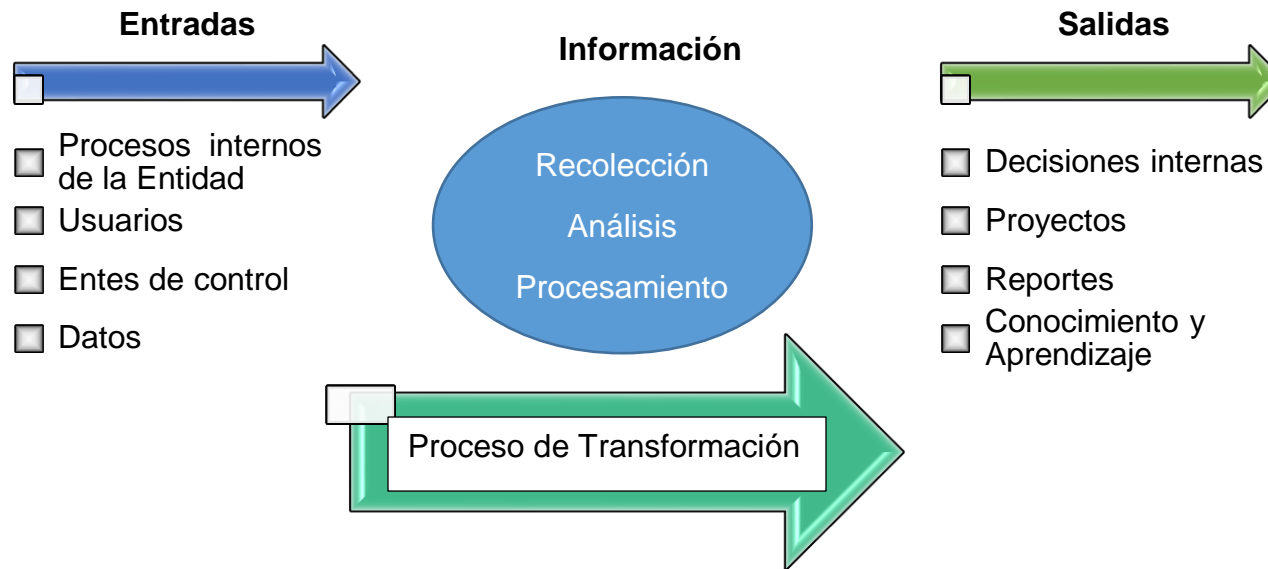 Entradas
Procesos internos
de la Entidad
Usuarios
Entes de control
Datos
Información
Recolección
Análisis
Procesamiento
Proceso de Transformación
Salidas
Decisiones internas
Proyectos
Reportes
Conocimiento y
Aprendizaje